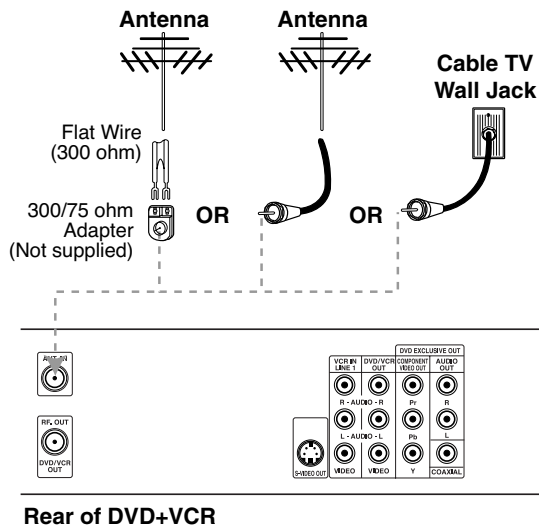 Antenna
Antenna
Cable TV
Wall Jack
Flat Wire
(300 ohm)
300/75 ohm
Adapter
(Not supplied)
OR
OR
ANT. IN
RF. OUT
DVD/VCR
OUT
S-VIDEO OUT
VCR IN
LINE 1
DVD/VCR
OUT
DVD EXCLUSIVE OUT
COMPONENT
VIDEO OUT
AUDIO
OUT
R - AUDIO - R
Pr
R
L - AUDIO - L
Pb
L
VIDEO
VIDEO
Y
COAXIAL
Rear of DVD+VCR